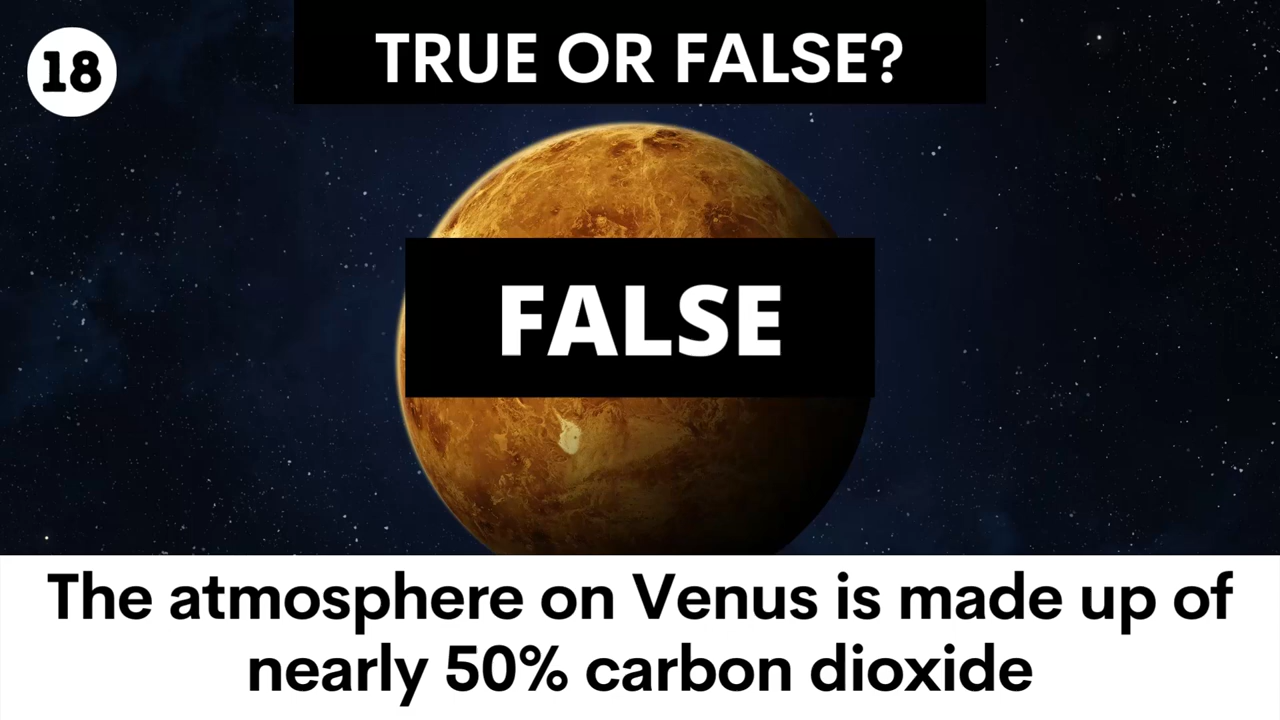 18
TRUE OR FALSE?
FALSE
The atmosphere on Venus is made up of
nearly 50% carbon dioxide